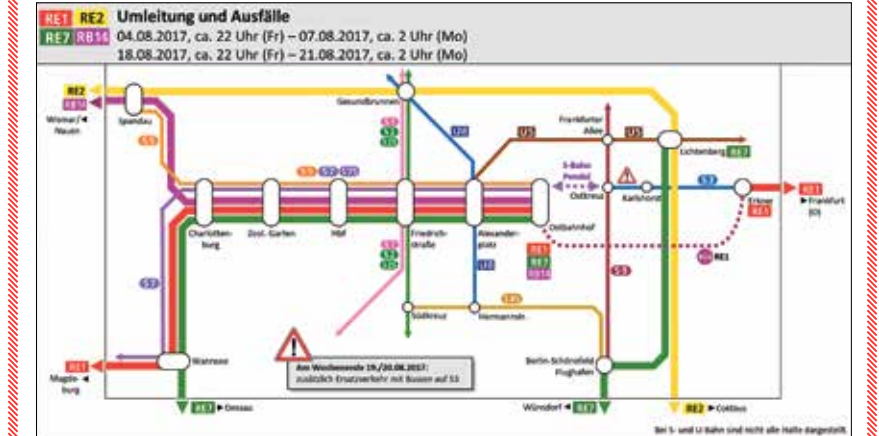 RE1 RE2 Umleitung und Ausfälle
RE7 RB14 04.08.2017, ca. 22 Uhr (Fr) – 07.08.2017, ca. 2 Uhr (Mo)
18.08.2017, ca. 22 Uhr (Fr) – 21.08.2017, ca. 2 Uhr (Mo)
RE2
RB14
Wismar/◄
Nauen
Spandau
S5
Gesundbrunnen
S1
S2
S25
U8
U5
Frankfurter
Allee
U5
Lichtenberg RE7
S5 S7 S75
S-Bahn
Pendel
Ostkreuz
Karlshorst
S3
Erkner
RE1
RE1
►Frankfurt
(O)
Charlotten-
burg
Zool. Garten
Hbf
Friedrich-
straße
Alexander-
platz
Ostbahnhof
RE1
RE7
RB14
Bus RE1
S7
S1
S2
S25
U8
S9
Südkreuz
Hermannstr.
S45
RE1
Magde- ◄
burg
Wannsee
Am Wochenende 19./20.08.2017:
zusätzlich Ersatzverkehr mit Bussen auf S3
Berlin-Schönefeld
Flughafen
RE7 ►Dessau
Wünsdorf ◄ RE7
RE2 ►Cottbus
Bei S- und U-Bahn sind nicht alle Halte dargestellt.